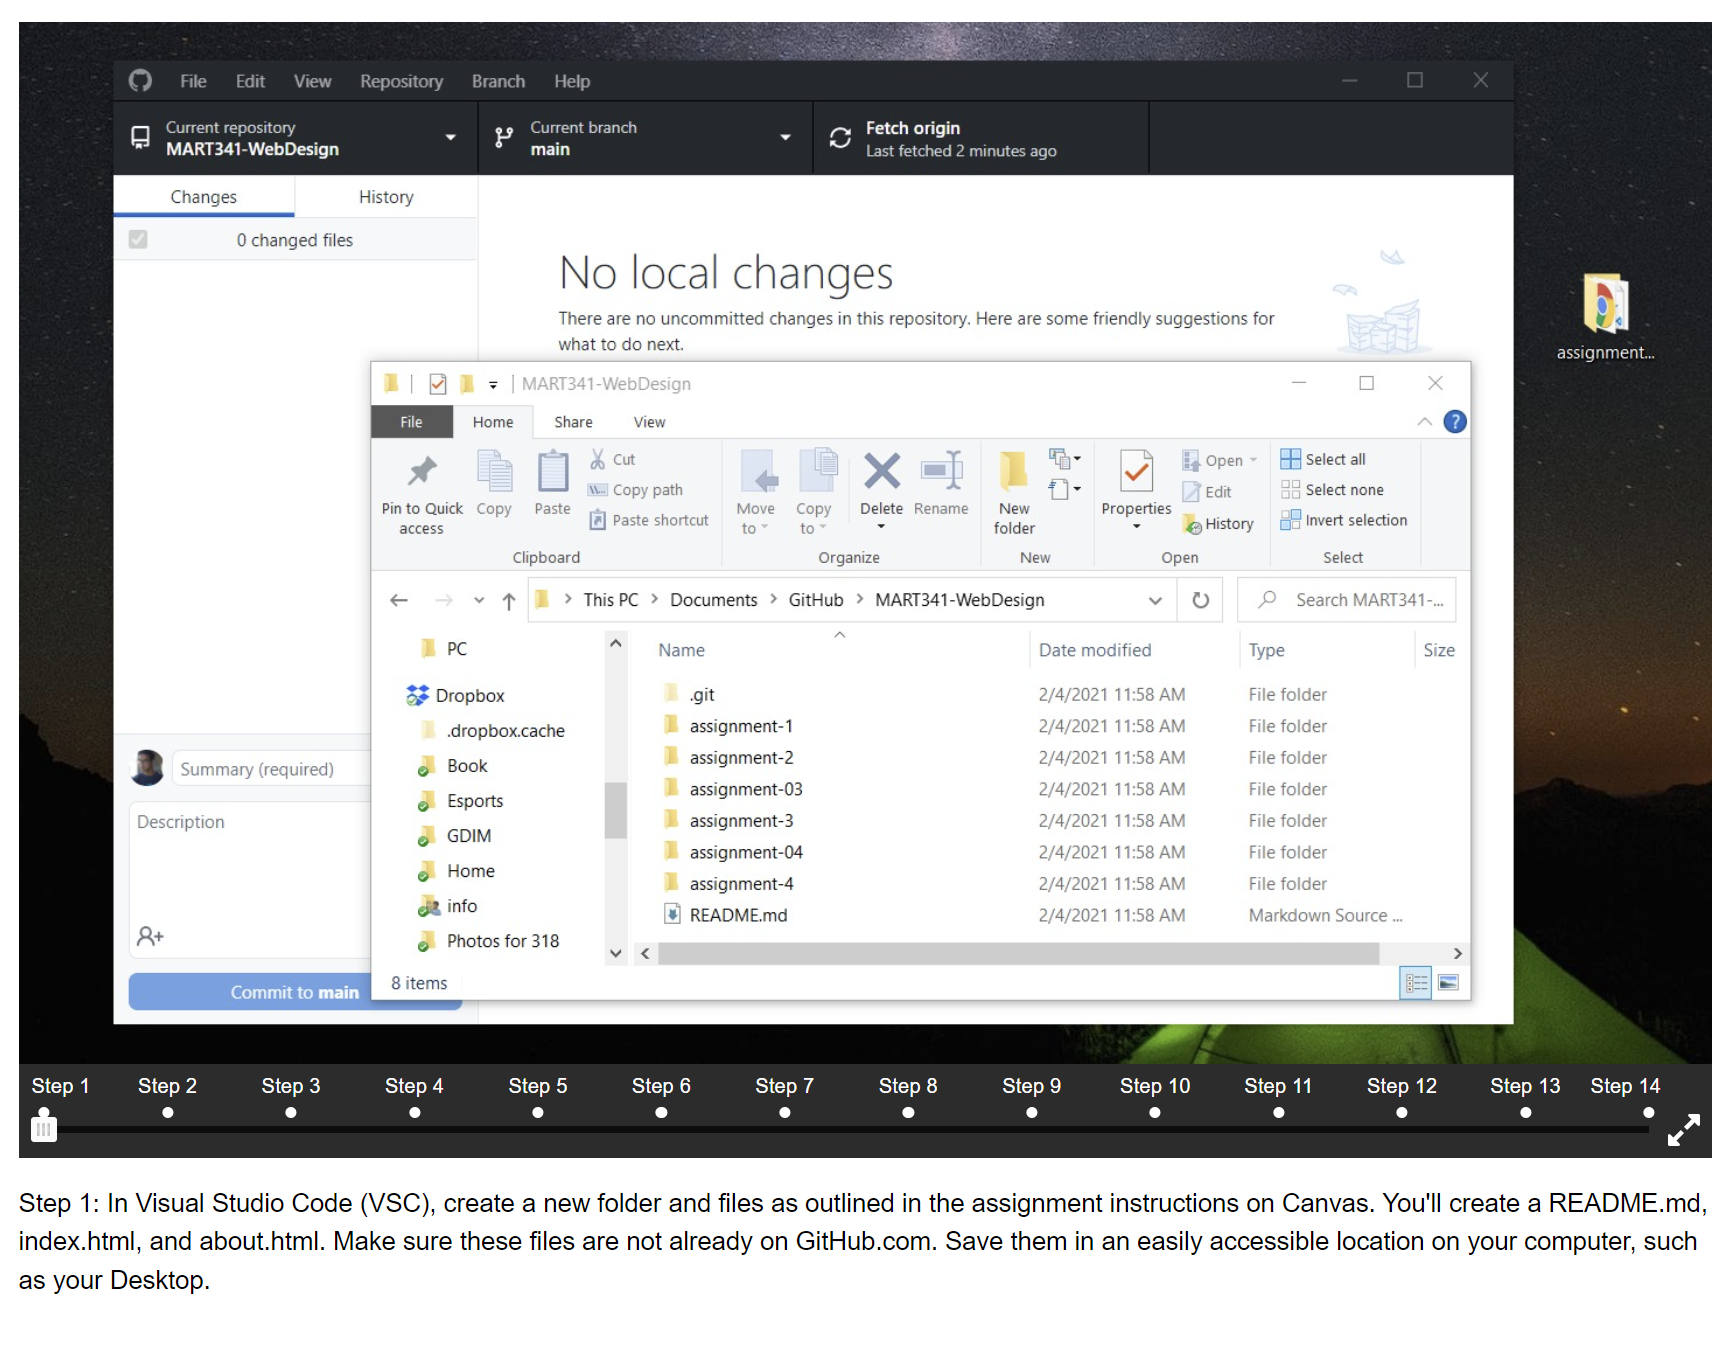 File Edit View Repository Branch Help
Current repository
MART341-WebDesign
Current branch
main
Fetch origin
Last fetched 2 minutes ago
Changes
History
0 changed files
No local changes
There are no uncommitted changes in this repository. Here are some friendly suggestions for
what to do next.
assignment...
MART341-WebDesign
File Home Share View
?
Pin to Quick
access
Copy
Paste
Cut
Copy path
Paste shortcut
Clipboard
Move
to
Copy
to
Delete
Rename
Organize
New
folder
New
Properties
Open
Edit
History
Open
Select all
Select none
Invert selection
Select
This PC > Documents > GitHub > MART341-WebDesign
Search MART341-...
PC
Dropbox
.dropbox.cache
Book
Esports
GDIM
Home
info
Photos for 318
Name Date modified Type Size
.git 2/4/2021 11:58 AM File folder
assignment-1 2/4/2021 11:58 AM File folder
assignment-2 2/4/2021 11:58 AM File folder
assignment-03 2/4/2021 11:58 AM File folder
assignment-3 2/4/2021 11:58 AM File folder
assignment-04 2/4/2021 11:58 AM File folder
assignment-4 2/4/2021 11:58 AM File folder
README.md 2/4/2021 11:58 AM Markdown Source ...
8 items
Summary (required)
Description
Commit to main
Step 1 Step 2 Step 3 Step 4 Step 5 Step 6 Step 7 Step 8 Step 9 Step 10 Step 11 Step 12 Step 13 Step 14
Step 1: In Visual Studio Code (VSC), create a new folder and files as outlined in the assignment instructions on Canvas. You'll create a README.md,
index.html, and about.html. Make sure these files are not already on GitHub.com. Save them in an easily accessible location on your computer, such
as your Desktop.